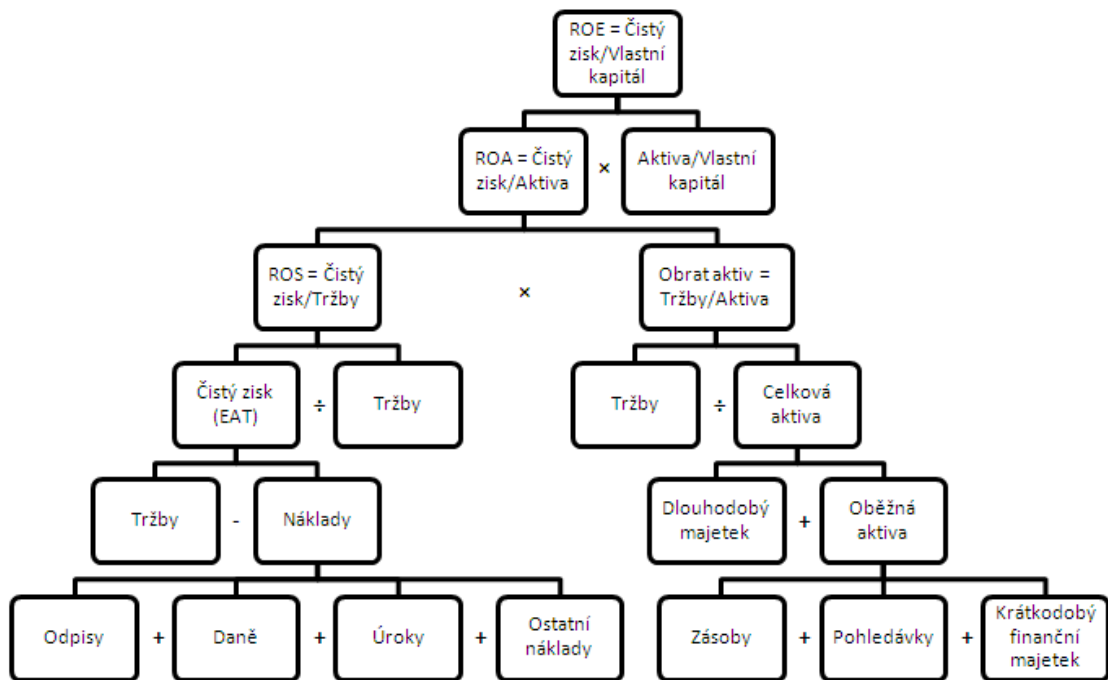 ROE = Čistý
zisk/Vlastní
kapitál
ROA = Čistý
zisk/Aktiva
×
Aktiva/Vlastní
kapitál
ROS = Čistý
zisk/Tržby
×
Obrat aktiv =
Tržby/Aktiva
Čistý zisk
(EAT)
÷
Tržby
Tržby
÷
Celková
aktiva
Tržby
-
Náklady
Dlouhodobý
majetek
+
Oběžná
aktiva
Odpisy
+
Daně
+
Úroky
+
Ostatní
náklady
Zásoby
+
Pohledávky
+
Krátkodobý
finanční
majetek